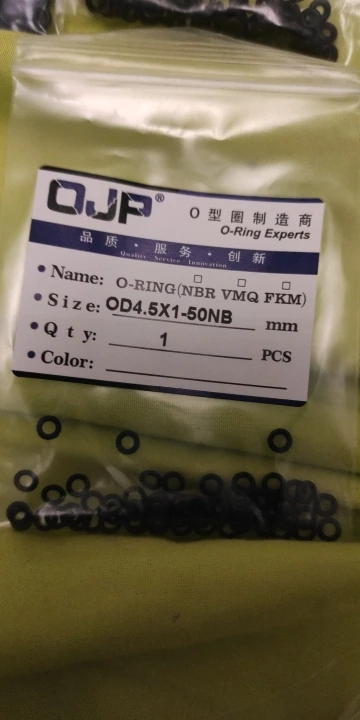 OJP®
O型圈制造商
O-Ring Experts
品质·服务·创新
Quality Service Innovation
• Name: O-RING(NBR VMQ FKM)
• Size: OD4.5X1-50NB mm
• Qty: 1 PCS
• Color: